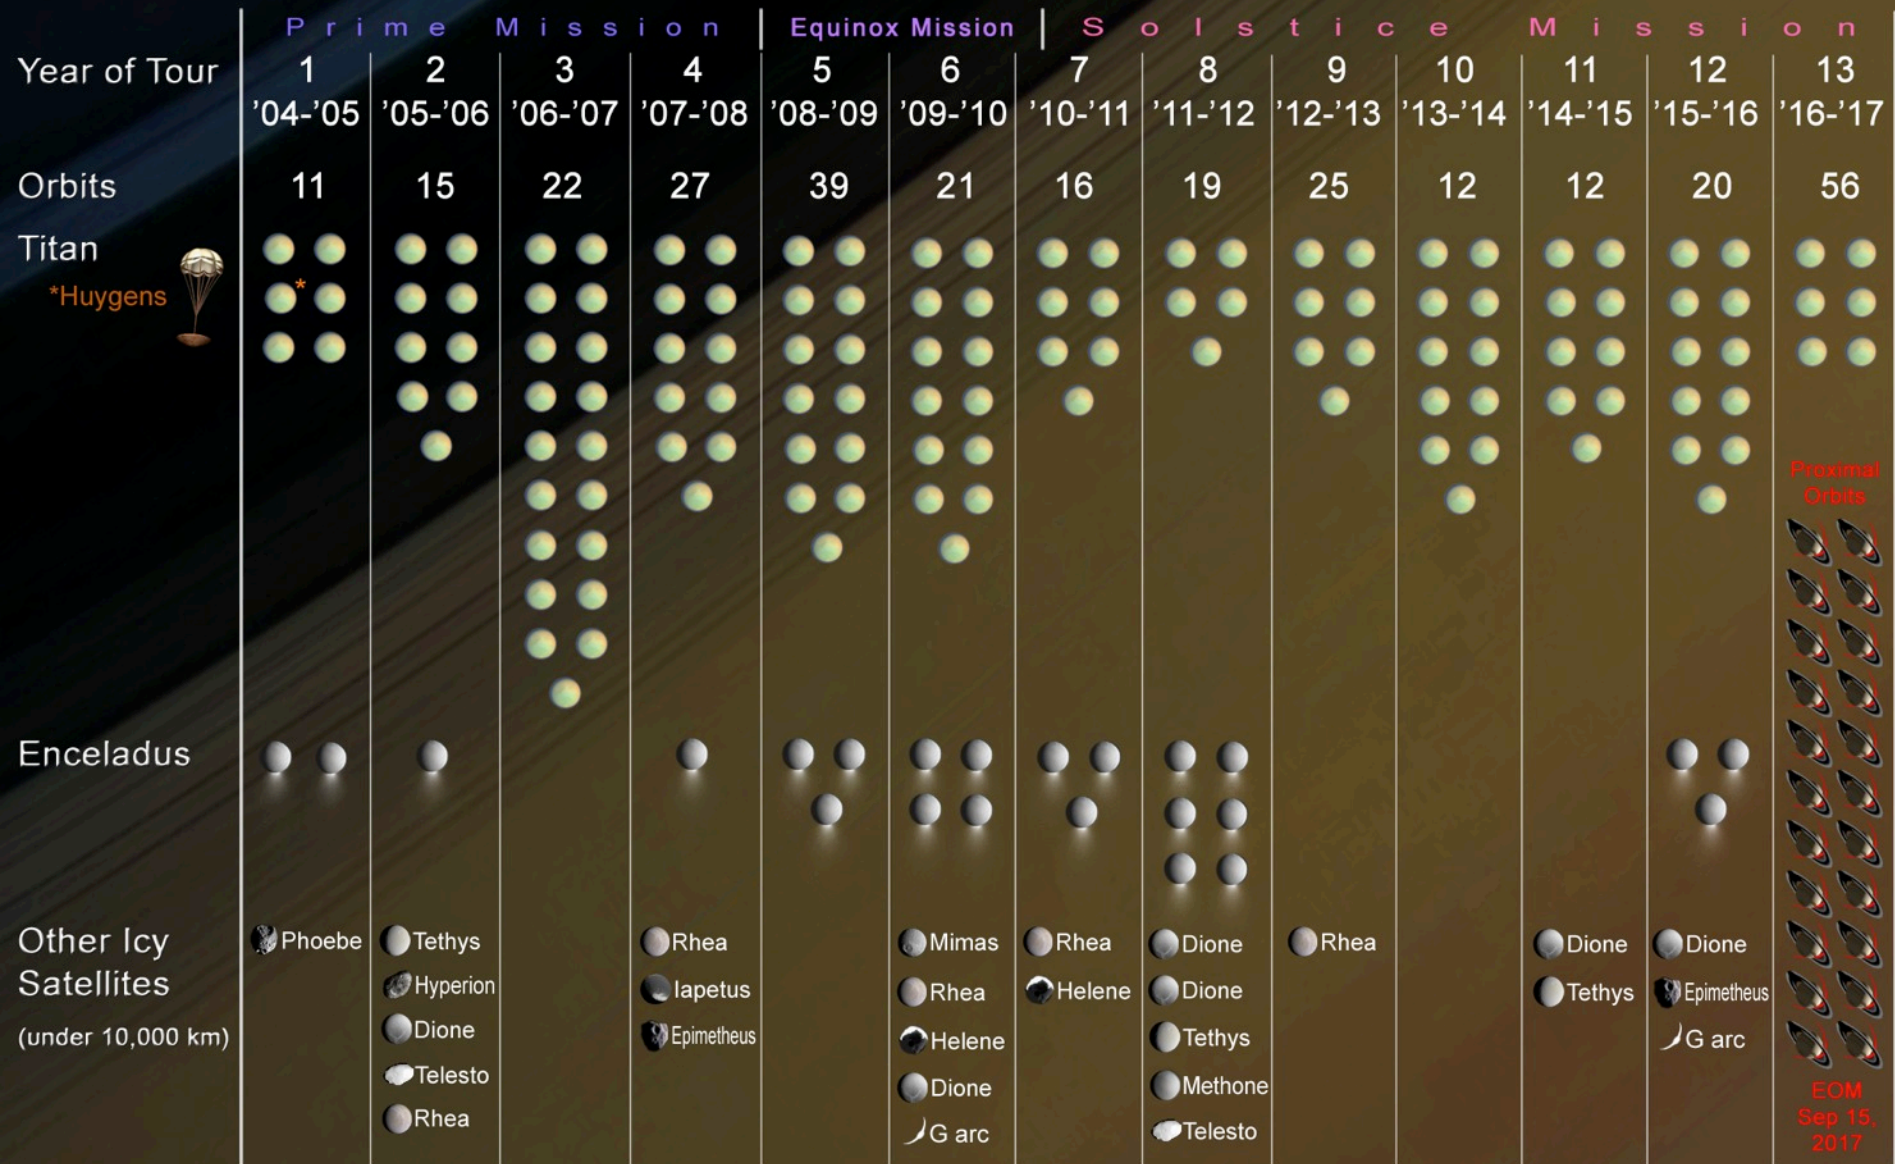 Prime Mission Equinox Mission Solstice Mission
Year of Tour 1 2 3 4 5 6 7 8 9 10 11 12 13
’04-’05 ’05-’06 ’06-’07 ’07-’08 ’08-’09 ’09-’10 ’10-’11 ’11-’12 ’12-’13 ’13-’14 ’14-’15 ’15-’16 ’16-’17
Orbits 11 15 22 27 39 21 16 19 25 12 12 20 56
Titan
*Huygens *
Proximal
Orbits
Enceladus
Other Icy
Satellites
(under 10,000 km)
Phoebe
Tethys
Hyperion
Dione
Telesto
Rhea
Rhea
Iapetus
Epimetheus
Mimas
Rhea
Helene
Dione
G arc
Rhea
Helene
Dione
Dione
Tethys
Methone
Telesto
Rhea
Dione
Tethys
Dione
Epimetheus
G arc
EOM
Sep 15,
2017